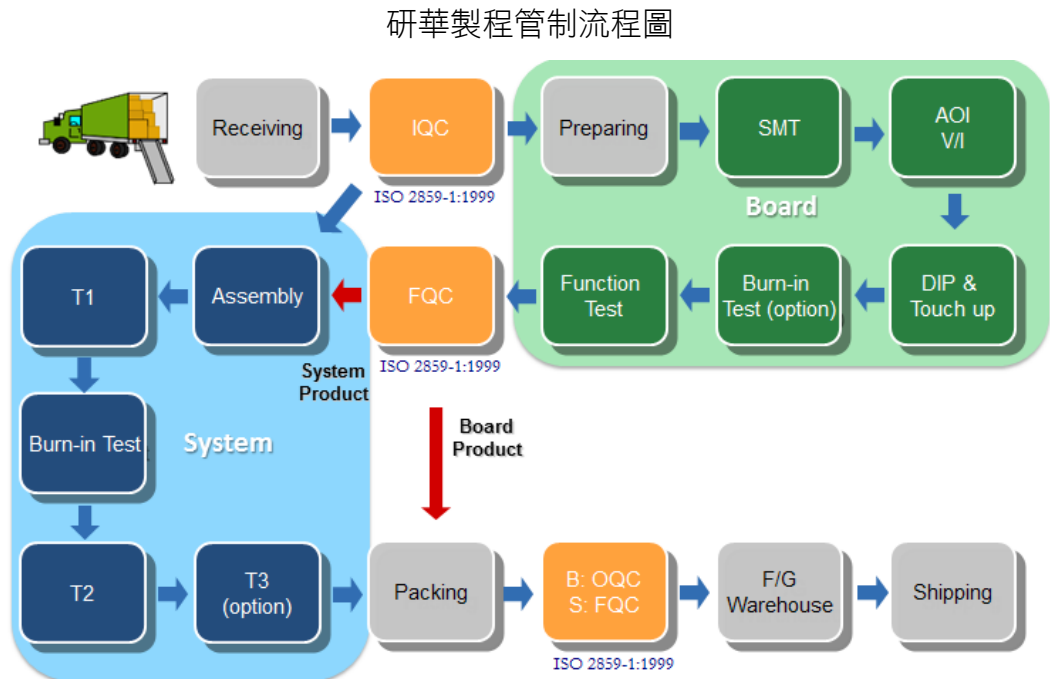 研華製程管制流程圖
Receiving
IQC
ISO 2859-1:1999
Preparing
SMT
AOI
V/I
Board
DIP &
Touch up
Burn-in
Test (option)
Function
Test
FQC
ISO 2859-1:1999
System
Product
Board
Product
Assembly
T1
Burn-in Test
System
T2
T3
(option)
Packing
B: OQC
S: FQC
ISO 2859-1:1999
F/G
Warehouse
Shipping